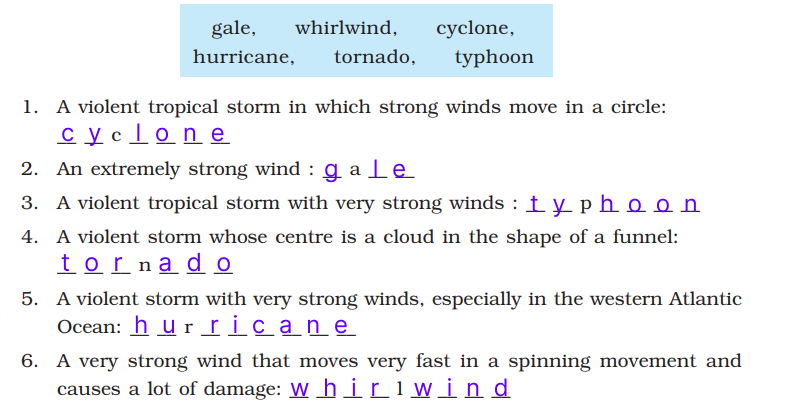 gale, whirlwind, cyclone,
hurricane, tornado, typhoon
1. A violent tropical storm in which strong winds move in a circle:
c y c l o n e
2. An extremely strong wind : g a l e
3. A violent tropical storm with very strong winds : t y p h o o n
4. A violent storm whose centre is a cloud in the shape of a funnel:
t o r n a d o
5. A violent storm with very strong winds, especially in the western Atlantic
Ocean: h u r r i c a n e
6. A very strong wind that moves very fast in a spinning movement and
causes a lot of damage: w h i r l w i n d